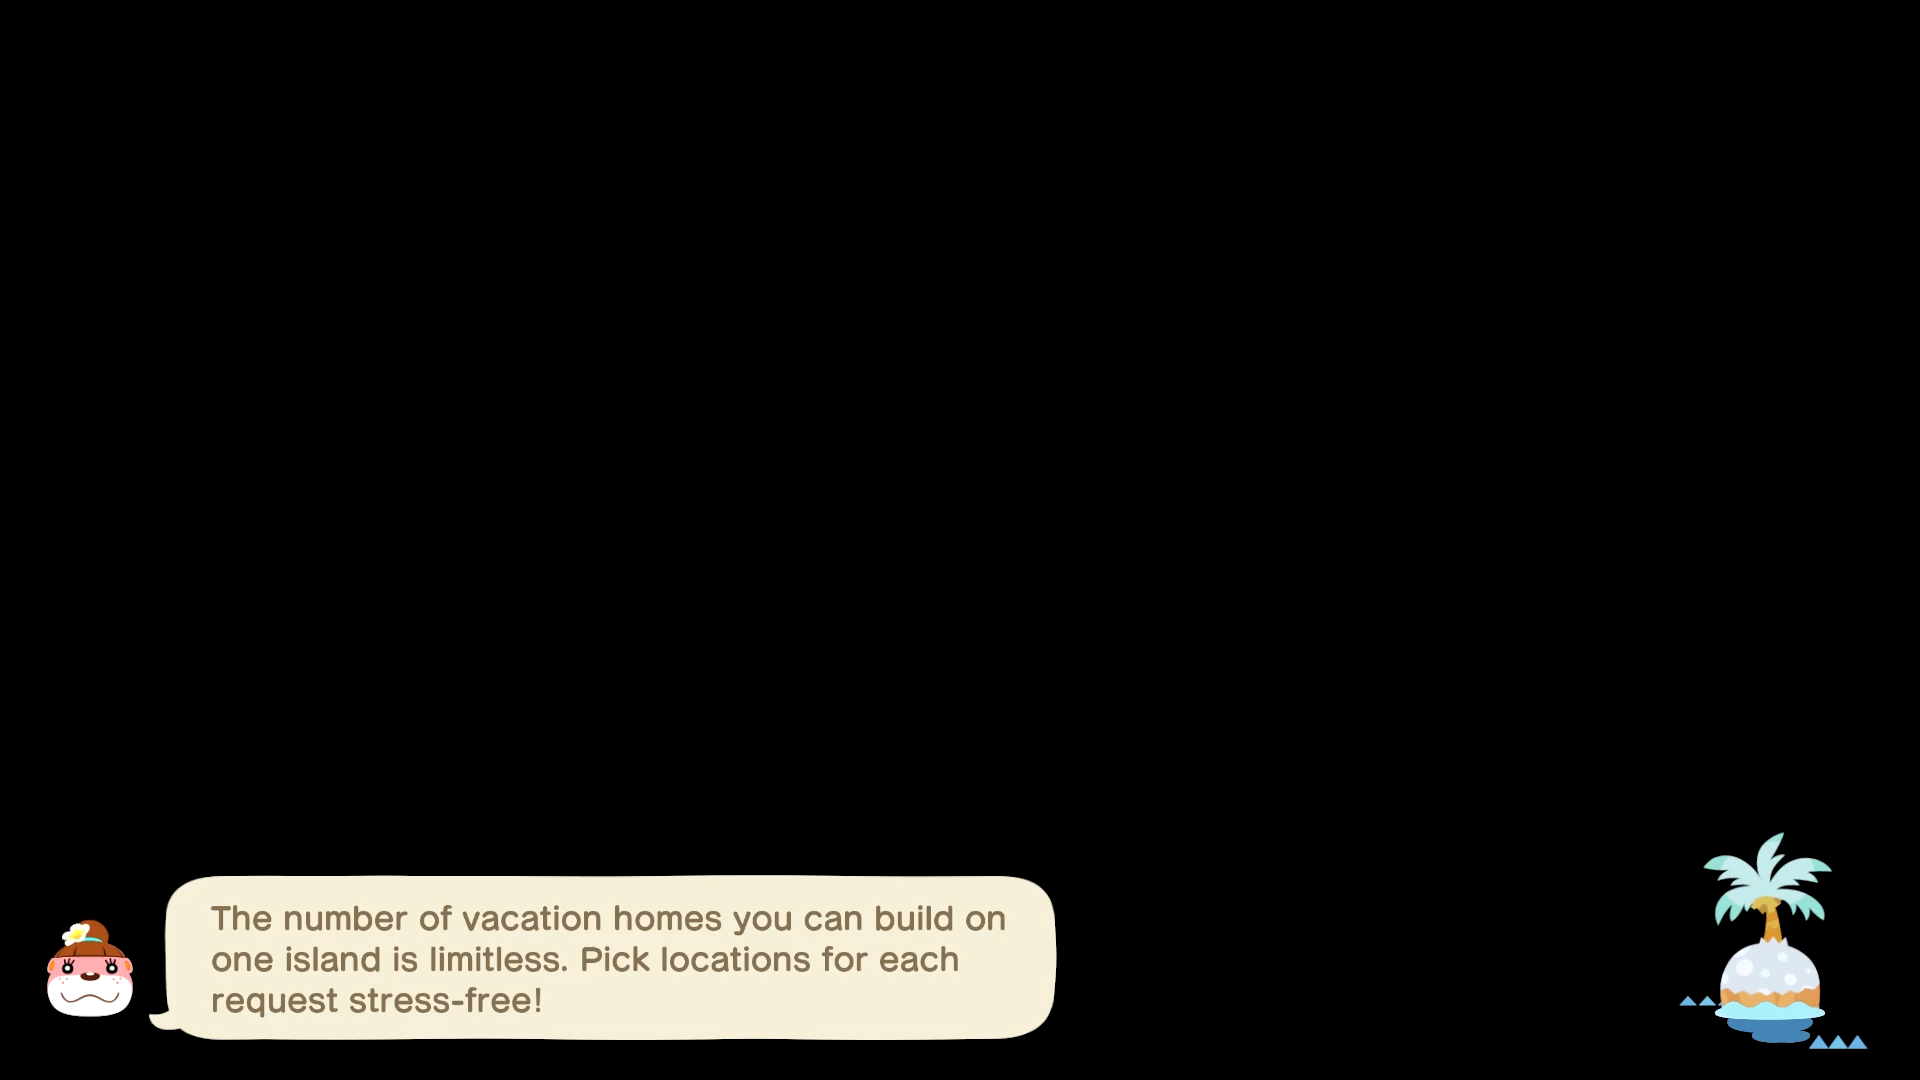 The number of vacation homes you can build on
one island is limitless. Pick locations for each
request stress-free!